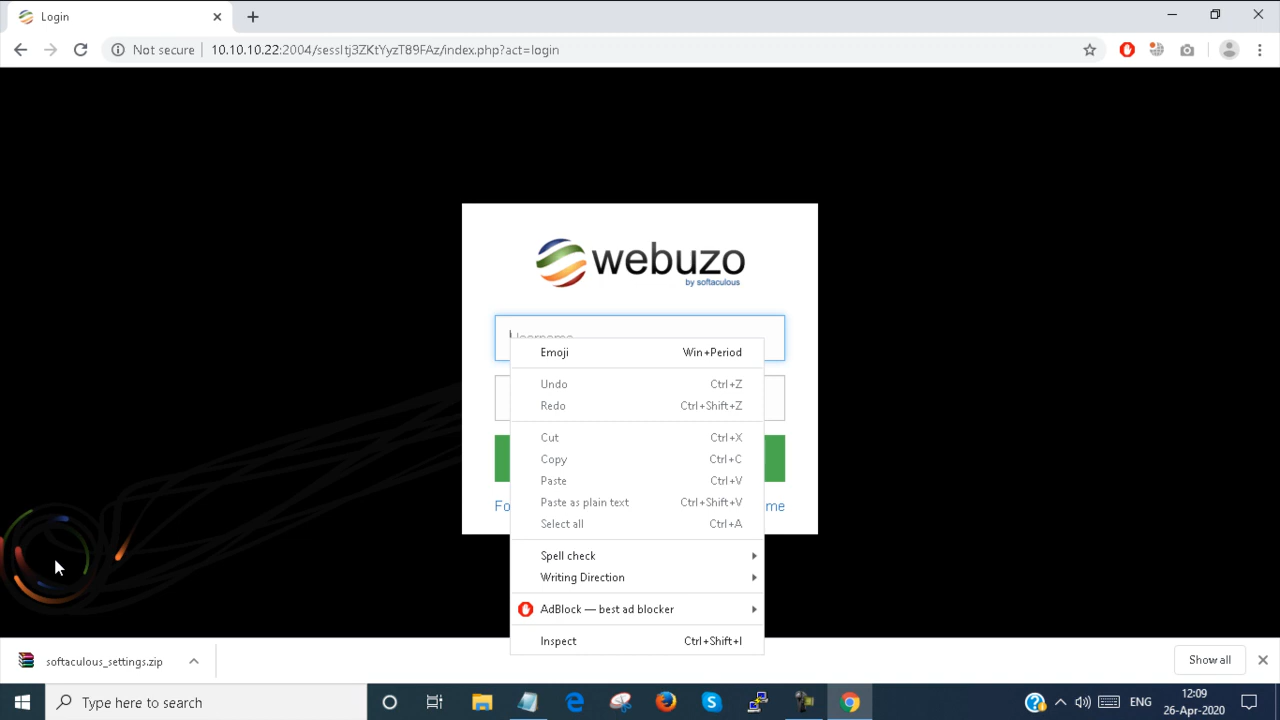 Login
Not secure
10.10.10.22:2004/sessltj3ZKtYyzT89FAz/index.php?act=login
webuzo
by softaculous
Username
Emoji Win+Period
Undo Ctrl+Z
Redo Ctrl+Shift+Z
Cut Ctrl+X
Copy Ctrl+C
Paste Ctrl+V
Paste as plain text Ctrl+Shift+V
Select all Ctrl+A
Spell check
Writing Direction
AdBlock — best ad blocker
Inspect Ctrl+Shift+I
softaculous_settings.zip
Show all
Type here to search
ENG
12:09
26-Apr-2020